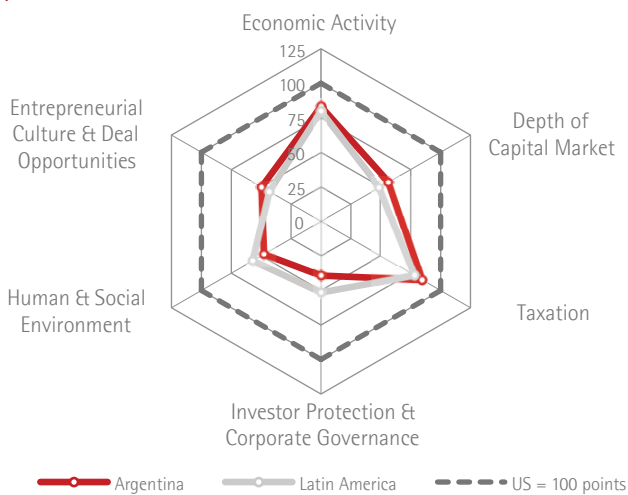 Economic Activity
125
100
75
50
25
0
Entrepreneurial
Culture & Deal
Opportunities
Depth of
Capital Market
Human & Social
Environment
Taxation
Investor Protection &
Corporate Governance
Argentina
Latin America
US = 100 points